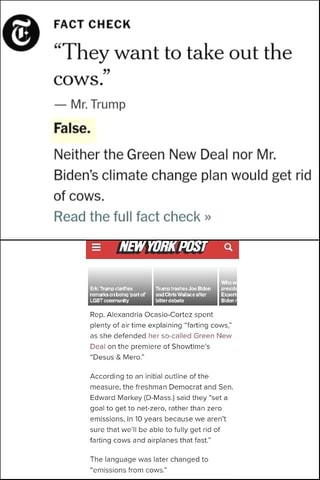 FACT CHECK
“They want to take out the
cows.”
— Mr. Trump
False.
Neither the Green New Deal nor Mr.
Biden’s climate change plan would get rid
of cows.
Read the full fact check »
NEW YORK POST
Eric Trump clarifies
remarks on being 'part of
LGBT' community
Trump trashes Joe Biden
and Chris Wallace after
bitter debate
Who w
Biden
Rep. Alexandria Ocasio-Cortez spent
plenty of air time explaining “farting cows,”
as she defended her so-called Green New
Deal on the premiere of Showtime’s
“Desus & Mero.”
According to an initial outline of the
measure, the freshman Democrat and Sen.
Edward Markey (D-Mass.) said they “set a
goal to get to net-zero, rather than zero
emissions, in 10 years because we aren’t
sure that we’ll be able to fully get rid of
farting cows and airplanes that fast.”
The language was later changed to
“emissions from cows.”